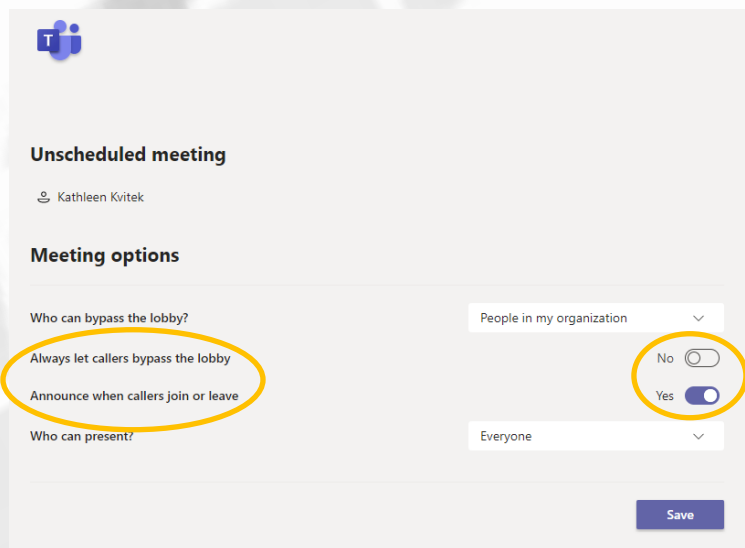 T
Unscheduled meeting
Kathleen Kvitek
Meeting options
Who can bypass the lobby? People in my organization
Always let callers bypass the lobby No
Announce when callers join or leave Yes
Who can present? Everyone
Save